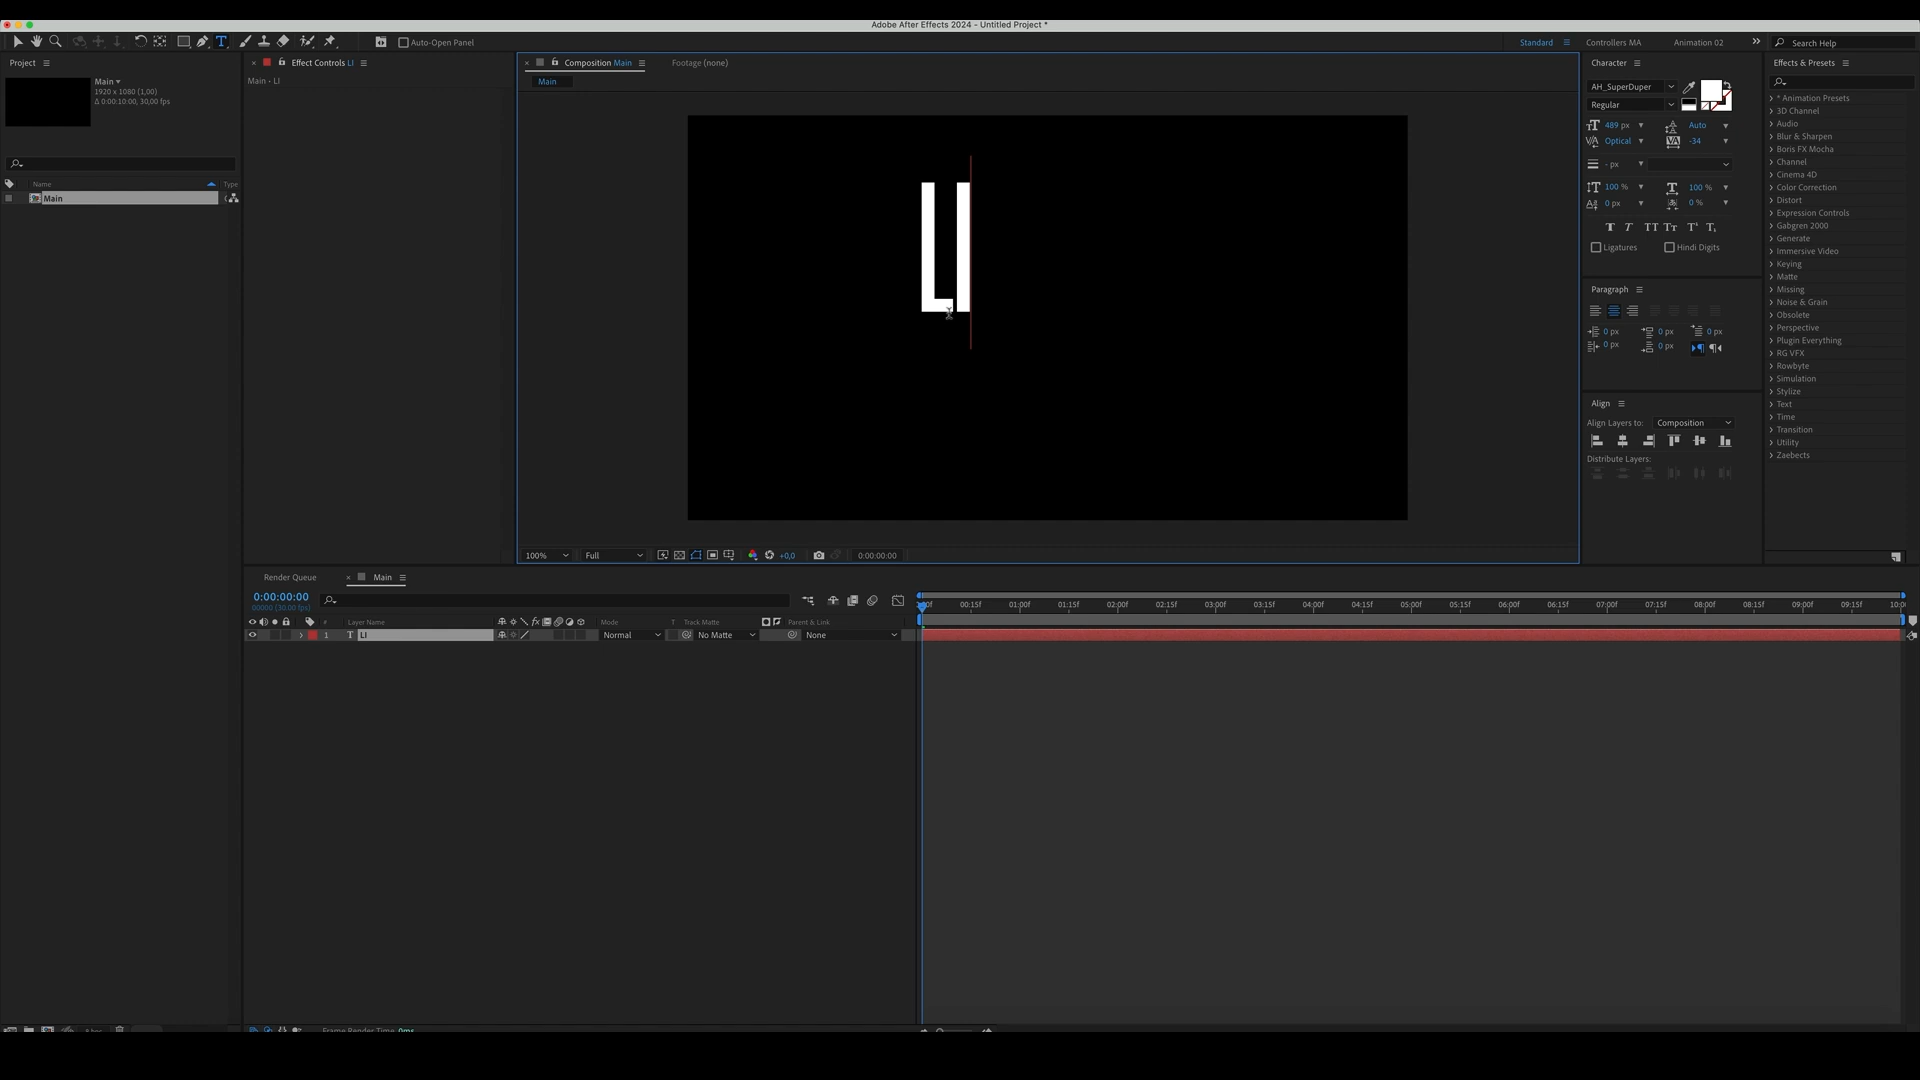 Adobe After Effects 2024 - Untitled Project *
Auto-Open Panel
Standard
Controllers MA
Animation 02
Search Help
Project
Main
1920 x 1080 (1,00)
Δ 0:00:10:00, 30,00 fps
Name
Type
Main
Effect Controls LI
Main • LI
Composition Main
Footage (none)
Main
LI
100%
Full
+0,0
0:00:00:00
Character
AH_SuperDuper
Regular
489 px
Auto
Optical
-34
- px
100 %
100 %
0 px
0 %
Ligatures
Hindi Digits
Paragraph
0 px
0 px
0 px
0 px
0 px
Align
Align Layers to:
Composition
Distribute Layers:
Effects & Presets
* Animation Presets
3D Channel
Audio
Blur & Sharpen
Boris FX Mocha
Channel
Cinema 4D
Color Correction
Distort
Expression Controls
Gabgren 2000
Generate
Immersive Video
Keying
Matte
Missing
Noise & Grain
Obsolete
Perspective
Plugin Everything
RG VFX
Rowbyte
Simulation
Stylize
Text
Time
Transition
Utility
Zaebects
Render Queue
Main
0:00:00:00
00000 (30.00 fps)
# Layer Name
Mode
T Track Matte
Parent & Link
1 T LI
Normal
No Matte
None
00:15f 01:00f 01:15f 02:00f 02:15f 03:00f 03:15f 04:00f 04:15f 05:00f 05:15f 06:00f 06:15f 07:00f 07:15f 08:00f 08:15f 09:00f 09:15f
Frame Render Time 0ms